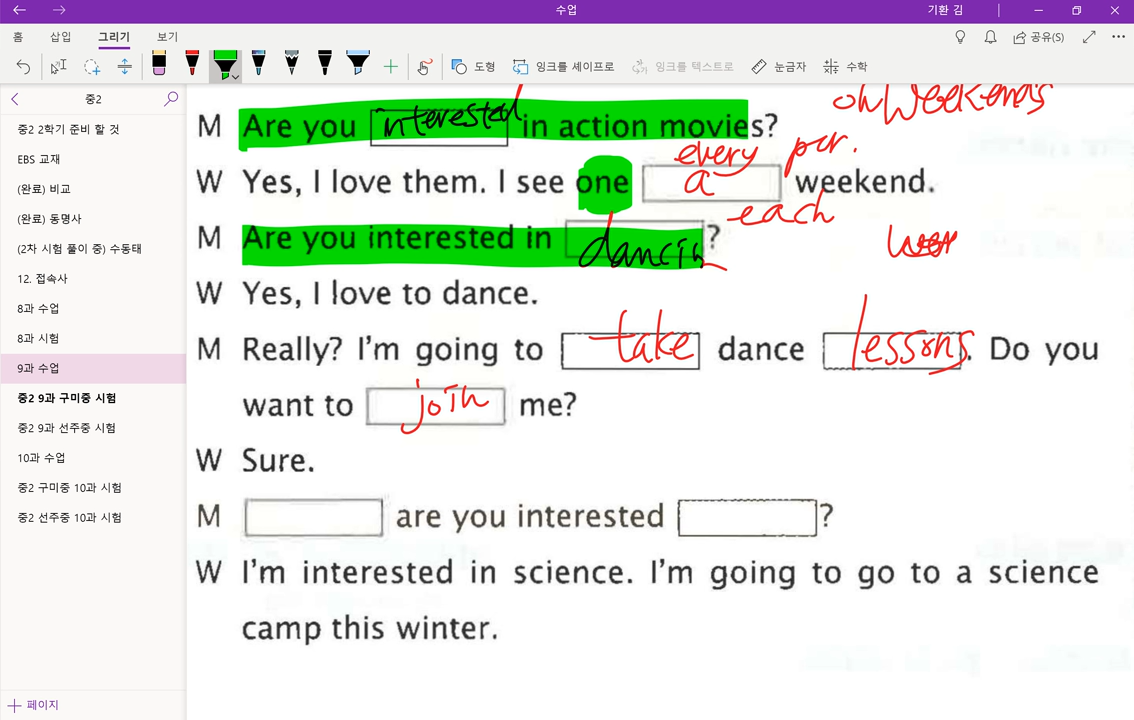 수업
기환 김
홈 삽입 그리기 보기
공유(S)
도형 잉크를 셰이프로 잉크를 텍스트로 눈금자 수학
중2
중2 2학기 준비 할 것
EBS 교재
(완료) 비교
(완료) 동명사
(2차 시험 풀이 중) 수동태
12. 접속사
8과 수업
8과 시험
9과 수업
중2 9과 구미중 시험
중2 9과 선주중 시험
10과 수업
중2 구미중 10과 시험
중2 선주중 10과 시험
페이지
on weekends
M Are you interested in action movies?
every per.
W Yes, I love them. I see one a weekend.
each
M Are you interested in dancin?
W Yes, I love to dance.
M Really? I'm going to take dance lessons. Do you
want to join me?
W Sure.
M are you interested ?
W I'm interested in science. I'm going to go to a science
camp this winter.